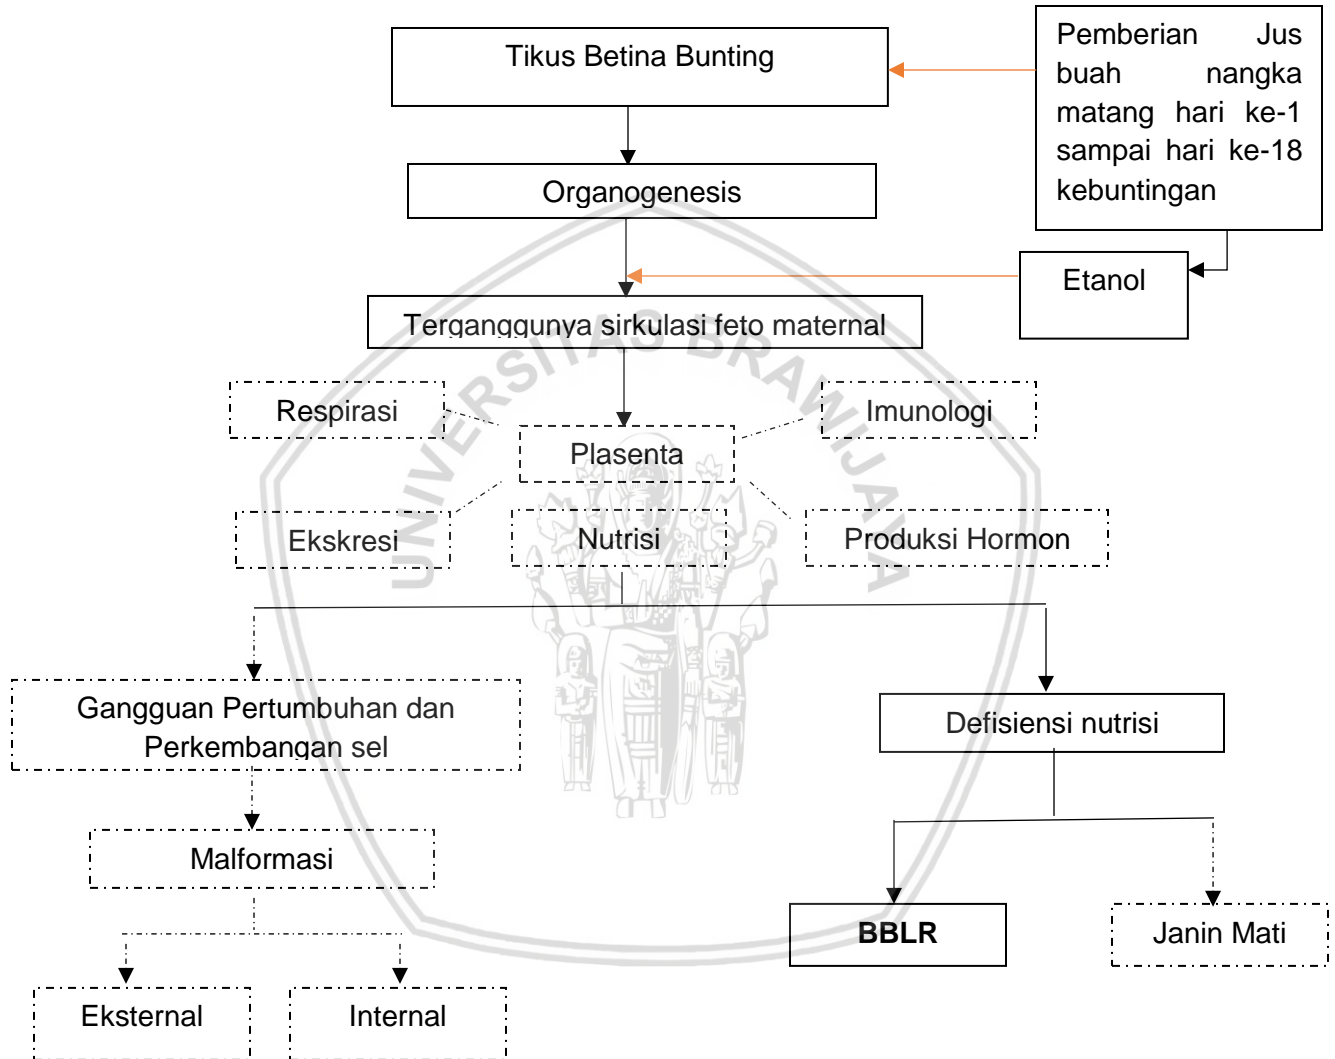 Tikus Betina Bunting
Pemberian Jus
buah nangka
matang hari ke-1
sampai hari ke-18
kebuntingan
Organogenesis
Etanol
Terganggunya sirkulasi feto maternal
UNIVERSITAS BRAWIJAYA
Respirasi
Imunologi
Plasenta
Ekskresi
Nutrisi
Produksi Hormon
Gangguan Pertumbuhan dan
Perkembangan sel
Defisiensi nutrisi
Malformasi
BBLR
Janin Mati
Eksternal
Internal